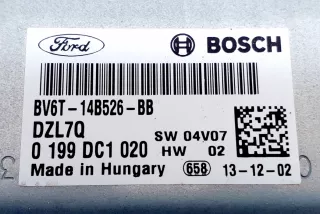 Ford BOSCH
BV6T-14B526-BB
DZL7Q SW 04V07
0 199 DC1 020 HW 02
Made in Hungary 658 13-12-02